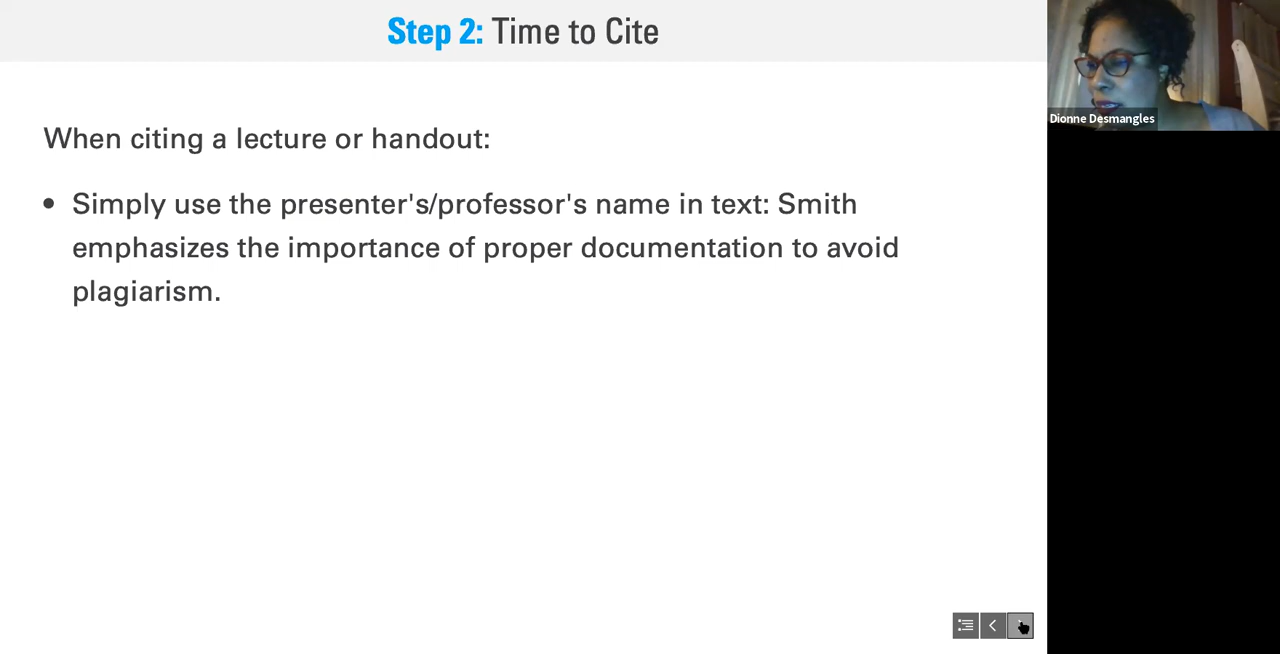 Step 2: Time to Cite
Dionne Desmangles
When citing a lecture or handout:
• Simply use the presenter's/professor's name in text: Smith
emphasizes the importance of proper documentation to avoid
plagiarism.